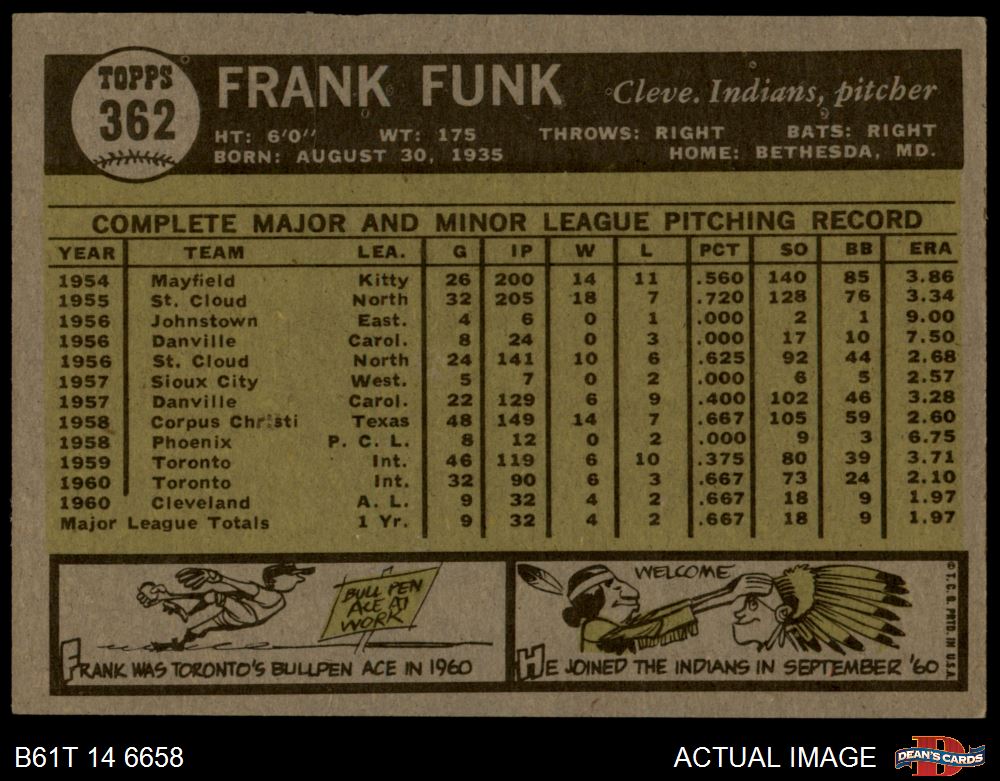 TOPPS
362
FRANK FUNK
Cleve. Indians, pitcher
HT: 6'0" WT: 175 THROWS: RIGHT BATS: RIGHT
BORN: AUGUST 30, 1935 HOME: BETHESDA, MD.
COMPLETE MAJOR AND MINOR LEAGUE PITCHING RECORD
YEAR TEAM LEA. G IP W L PCT SO BB ERA
1954 Mayfield Kitty 26 200 14 11 .560 140 85 3.86
1955 St. Cloud North 32 205 18 7 .720 128 76 3.34
1956 Johnstown East. 4 6 0 1 .000 2 1 9.00
1956 Danville Carol. 8 24 0 3 .000 17 10 7.50
1956 St. Cloud North 24 141 10 6 .625 92 44 2.68
1957 Sioux City West. 5 7 0 2 .000 6 5 2.57
1957 Danville Carol. 22 129 6 9 .400 102 46 3.28
1958 Corpus Christi Texas 48 149 14 7 .667 105 59 2.60
1958 Phoenix P. C. L. 8 12 0 2 .000 9 3 6.75
1959 Toronto Int. 46 119 6 10 .375 80 39 3.71
1960 Toronto Int. 32 90 6 3 .667 73 24 2.10
1960 Cleveland A. L. 9 32 4 2 .667 18 9 1.97
Major League Totals 1 Yr. 9 32 4 2 .667 18 9 1.97
BULL PEN
ACE AT
WORK
FRANK WAS TORONTO'S BULLPEN ACE IN 1960
WELCOME
HE JOINED THE INDIANS IN SEPTEMBER '60
© T. C. G. PRTD. IN U.S.A.
B61T 14 6658
ACTUAL IMAGE
D
DEAN'S CARDS